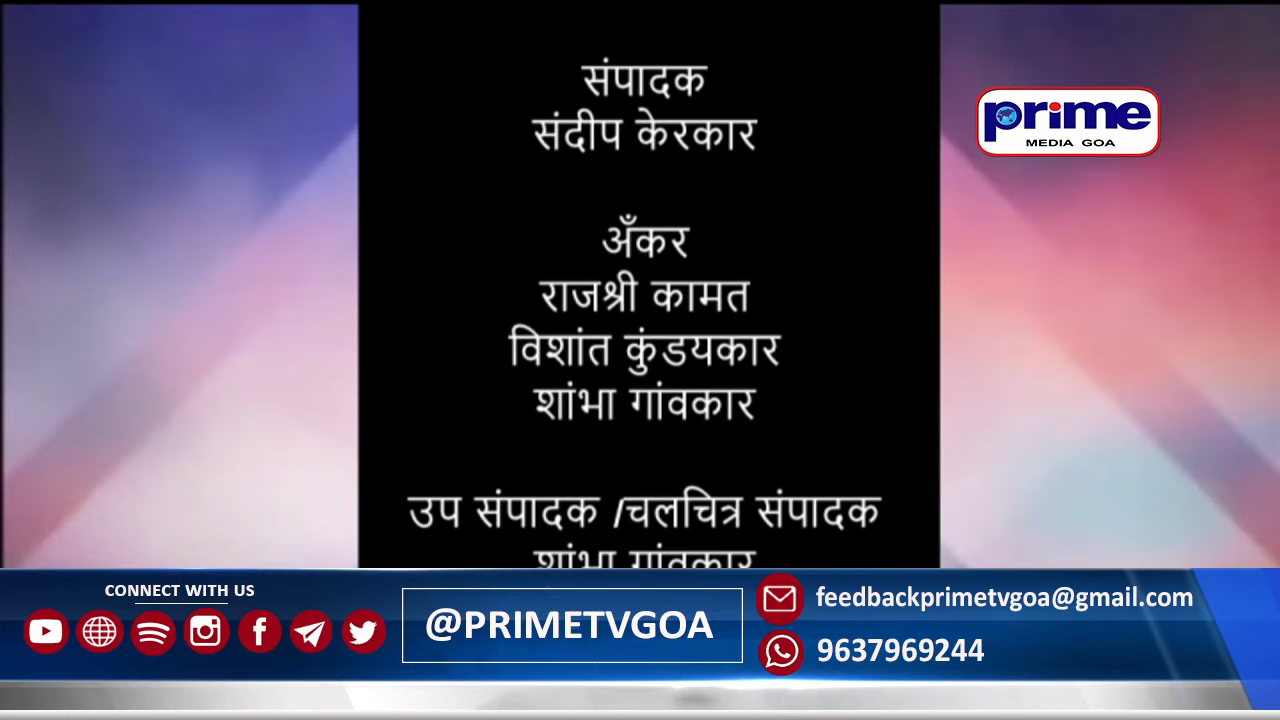 संपादक
संदीप केरकार
prime
MEDIA GOA
अँकर
राजश्री कामत
विशांत कुंडयकार
शांभा गांवकार
उप संपादक /चलचित्र संपादक
शांभा गांवकार
CONNECT WITH US
@PRIMETVGOA
feedbackprimetvgoa@gmail.com
9637969244